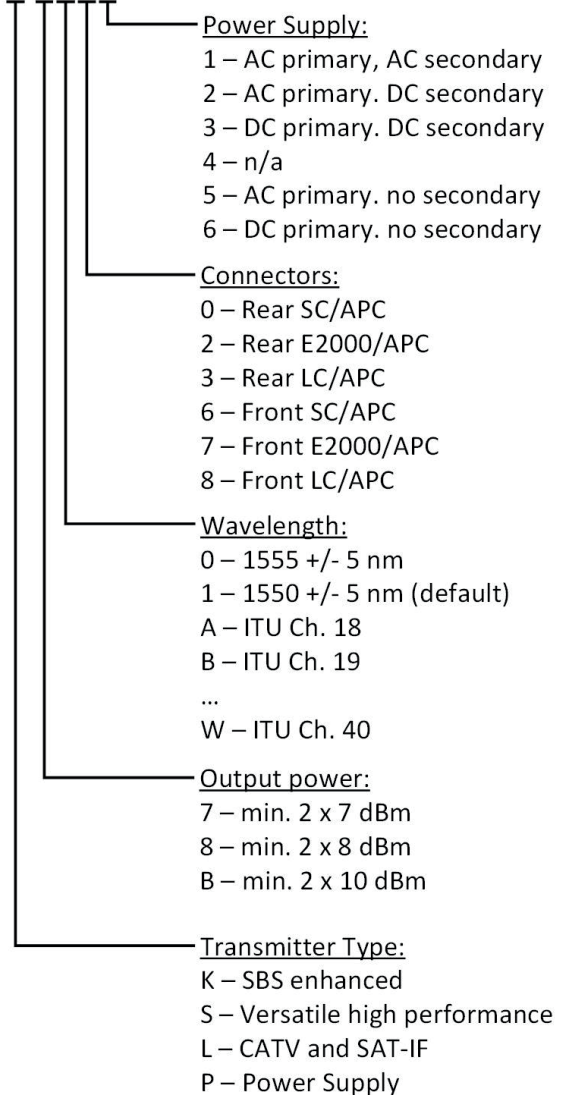 Power Supply:
1 – AC primary, AC secondary
2 – AC primary. DC secondary
3 – DC primary. DC secondary
4 – n/a
5 – AC primary. no secondary
6 – DC primary. no secondary
Connectors:
0 – Rear SC/APC
2 – Rear E2000/APC
3 – Rear LC/APC
6 – Front SC/APC
7 – Front E2000/APC
8 – Front LC/APC
Wavelength:
0 – 1555 +/- 5 nm
1 – 1550 +/- 5 nm (default)
A – ITU Ch. 18
B – ITU Ch. 19
...
W – ITU Ch. 40
Output power:
7 – min. 2 x 7 dBm
8 – min. 2 x 8 dBm
B – min. 2 x 10 dBm
Transmitter Type:
K – SBS enhanced
S – Versatile high performance
L – CATV and SAT-IF
P – Power Supply